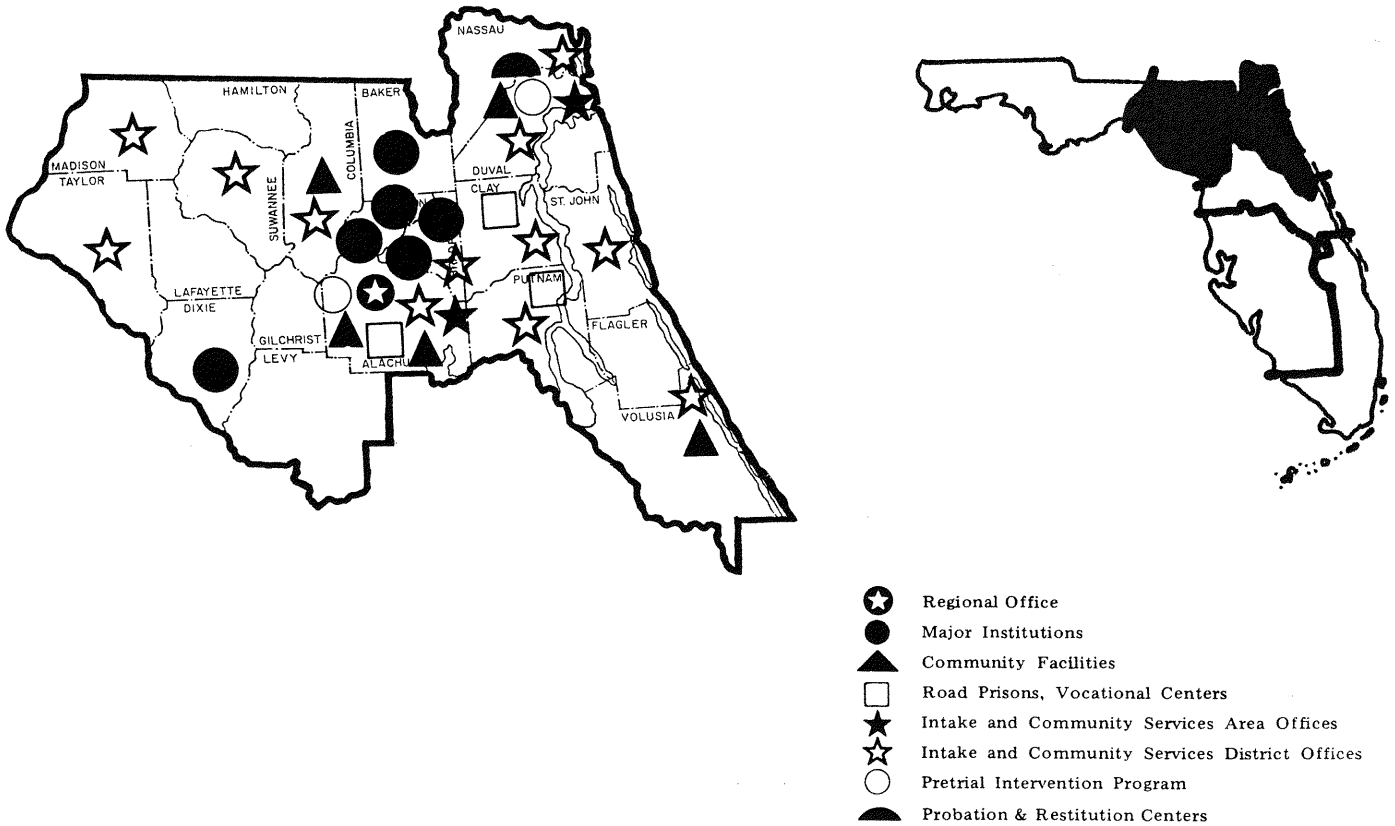 NASSAU
HAMILTON
BAKER
COLUMBIA
MADISON
TAYLOR
SUWANNEE
DUVAL
CLAY
ST. JOHN
LAFAYETTE
DIXIE
PUTNAM
FLAGLER
GILCHRIST
LEVY
ALACHU
VOLUSIA
Regional Office
Major Institutions
Community Facilities
Road Prisons, Vocational Centers
Intake and Community Services Area Offices
Intake and Community Services District Offices
Pretrial Intervention Program
Probation & Restitution Centers